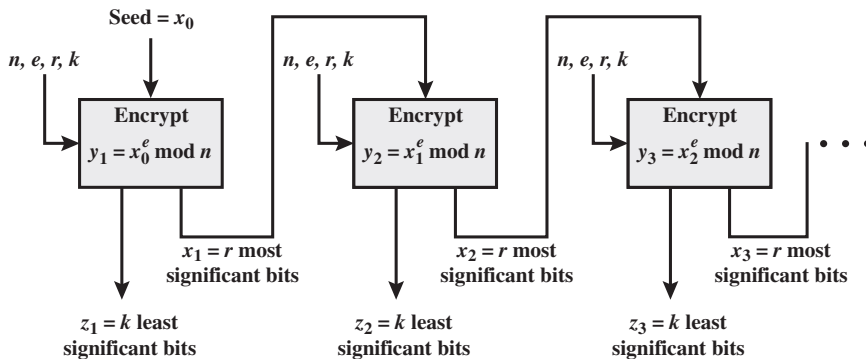 Seed = x₀
n, e, r, k
n, e, r, k
n, e, r, k
Encrypt
y₁ = x₀ᵉ mod n
Encrypt
y₂ = x₁ᵉ mod n
Encrypt
y₃ = x₂ᵉ mod n
x₁ = r most
significant bits
x₂ = r most
significant bits
x₃ = r most
significant bits
z₁ = k least
significant bits
z₂ = k least
significant bits
z₃ = k least
significant bits